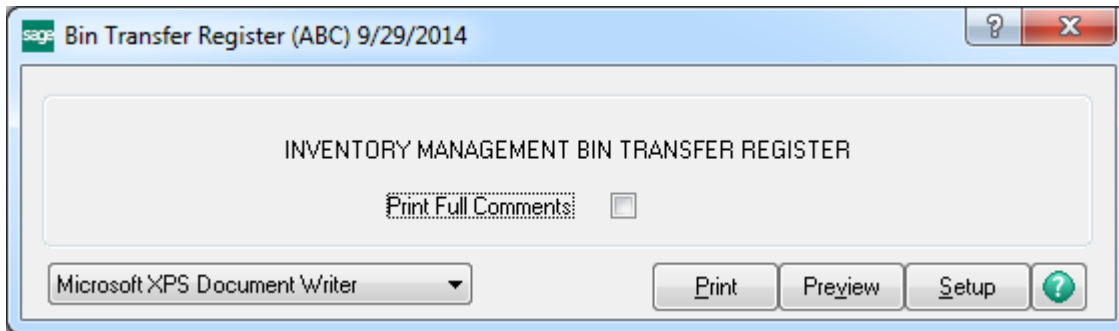 sage Bin Transfer Register (ABC) 9/29/2014
? X
INVENTORY MANAGEMENT BIN TRANSFER REGISTER
Print Full Comments
Microsoft XPS Document Writer Print Preview Setup ?